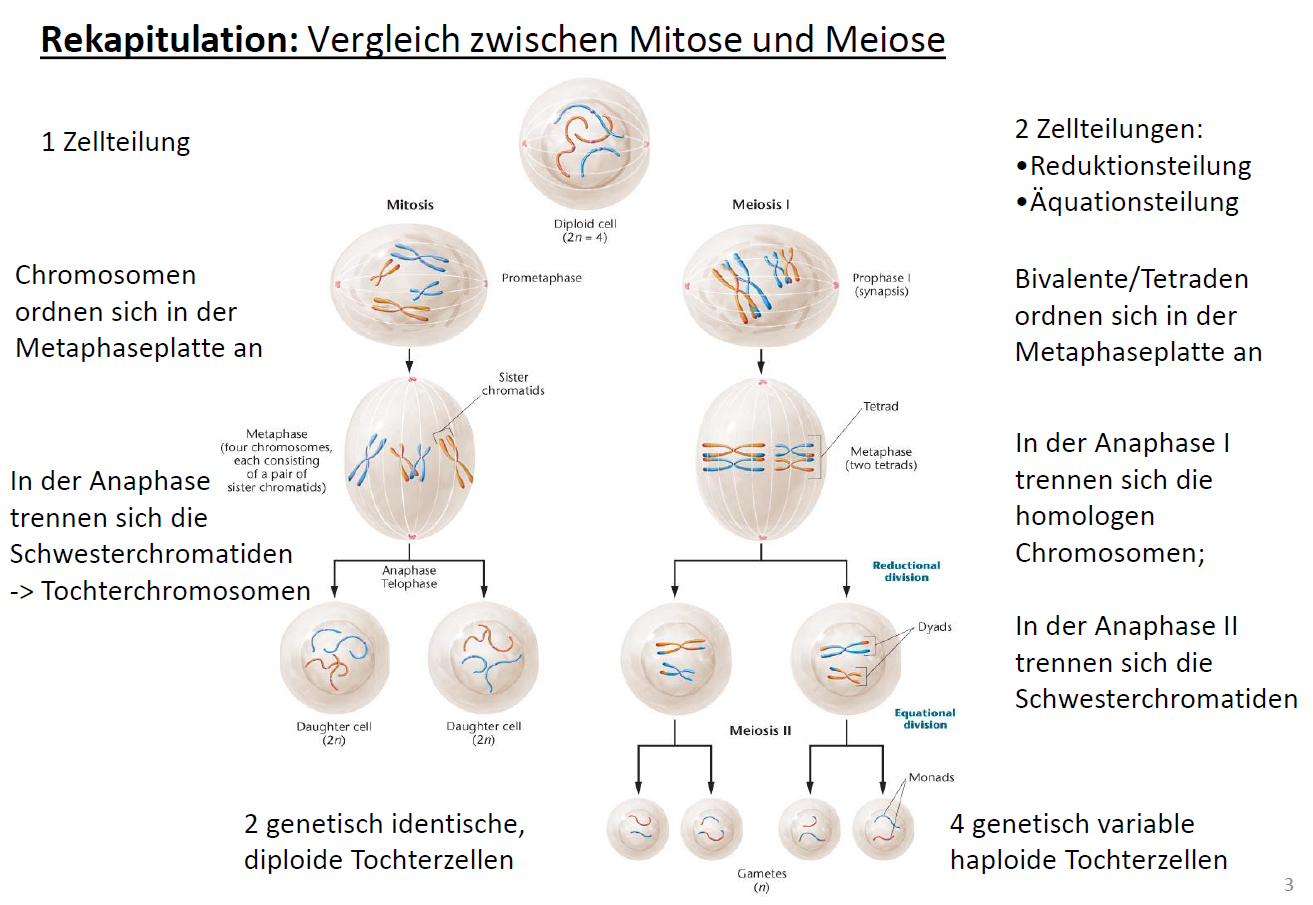 Rekapitulation: Vergleich zwischen Mitose und Meiose
1 Zellteilung
2 Zellteilungen:
•Reduktionsteilung
•Äquationsteilung
Diploid cell
(2n = 4)
Mitosis
Meiosis I
Chromosomen
ordnen sich in der
Metaphaseplatte an
Prometaphase
Prophase I
(synapsis)
Bivalente/Tetraden
ordnen sich in der
Metaphaseplatte an
Sister
chromatids
Metaphase
(four chromosomes,
each consisting
of a pair of
sister chromatids)
Tetrad
Metaphase
(two tetrads)
In der Anaphase
trennen sich die
Schwesterchromatiden
-> Tochterchromosomen
In der Anaphase I
trennen sich die
homologen
Chromosomen;
Anaphase
Telophase
Reductional
division
Dyads
In der Anaphase II
trennen sich die
Schwesterchromatiden
Daughter cell
(2n)
Daughter cell
(2n)
Meiosis II
Equational
division
Monads
2 genetisch identische,
diploide Tochterzellen
4 genetisch variable
haploide Tochterzellen
Gametes
(n)
3